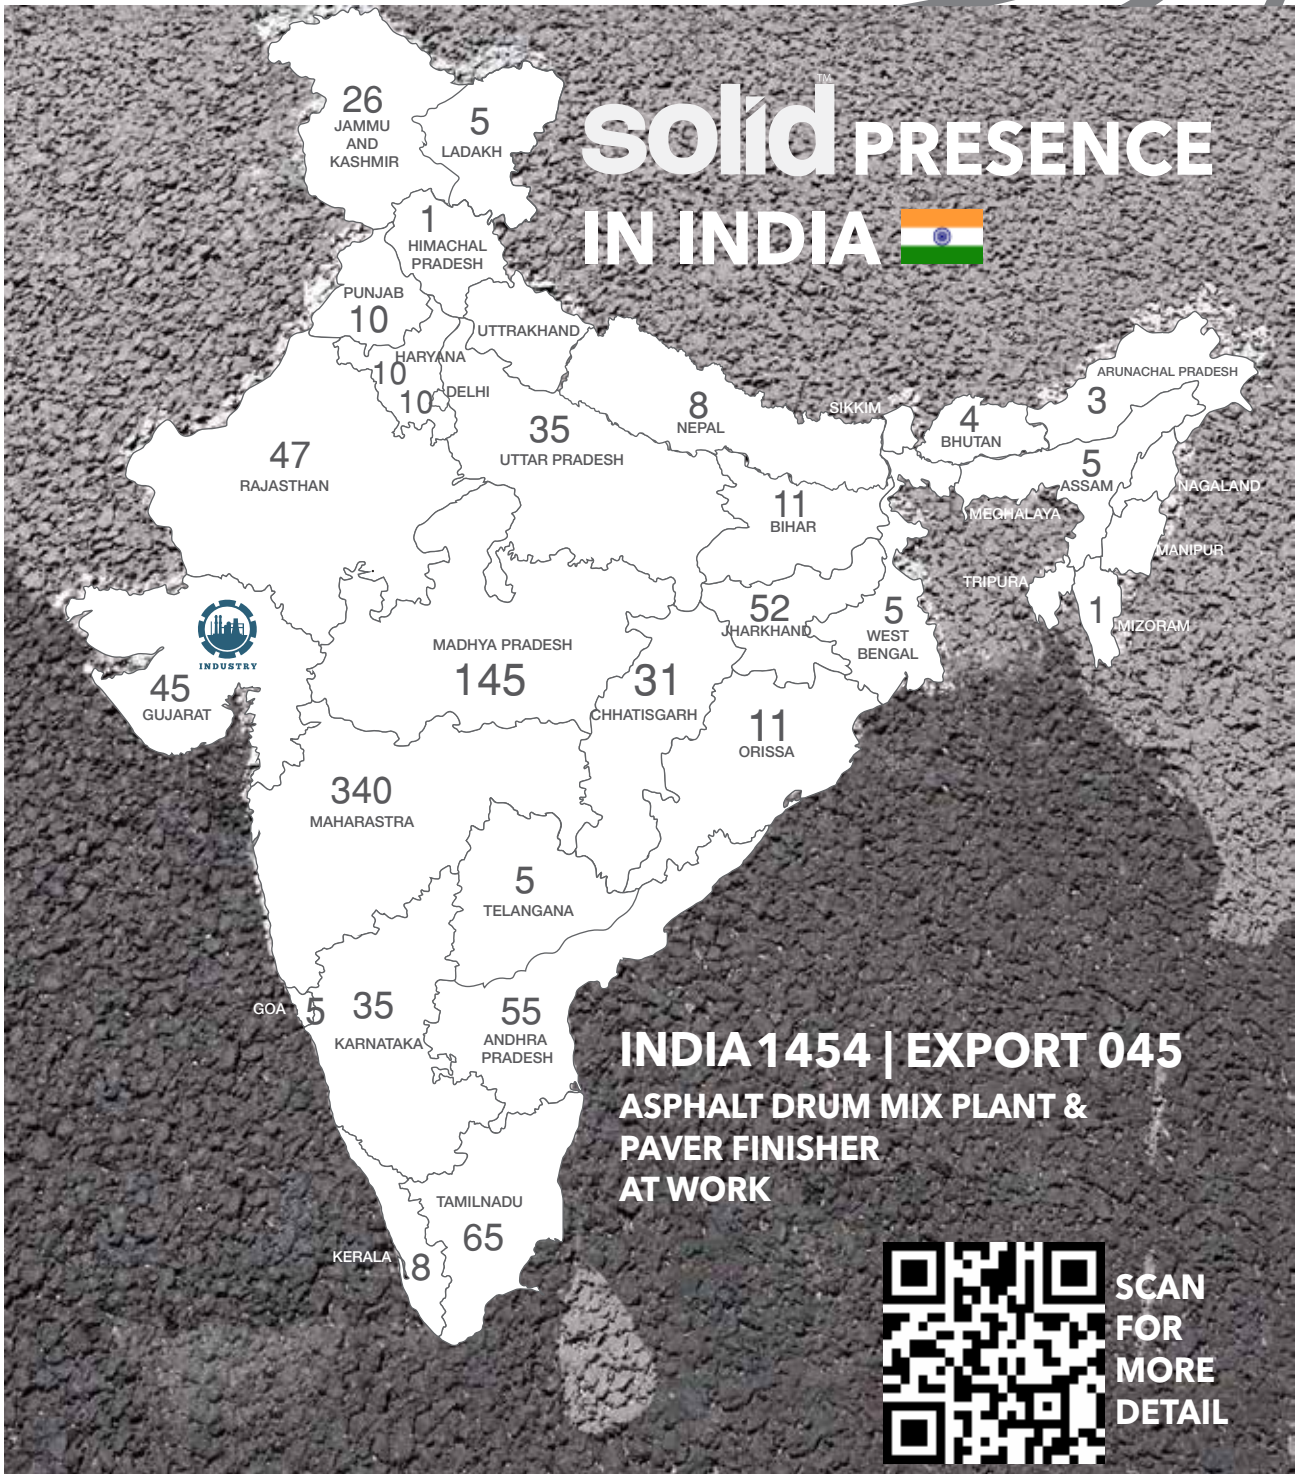 solid™ PRESENCE
IN INDIA
26
JAMMU
AND
KASHMIR
5
LADAKH
1
HIMACHAL
PRADESH
PUNJAB
10
UTTRAKHAND
HARYANA
10
DELHI
10
ARUNACHAL PRADESH
3
SIKKIM
4
BHUTAN
8
NEPAL
35
UTTAR PRADESH
47
RAJASTHAN
5
ASSAM
NAGALAND
11
BIHAR
MEGHALAYA
MANIPUR
TRIPURA
1
MIZORAM
52
JHARKHAND
5
WEST
BENGAL
INDUSTRY
MADHYA PRADESH
145
31
CHHATISGARH
45
GUJARAT
11
ORISSA
340
MAHARASTRA
5
TELANGANA
GOA
5
35
KARNATAKA
55
ANDHRA
PRADESH
INDIA 1454 | EXPORT 045
ASPHALT DRUM MIX PLANT &
PAVER FINISHER
AT WORK
TAMILNADU
65
KERALA
8
SCAN
FOR
MORE
DETAIL